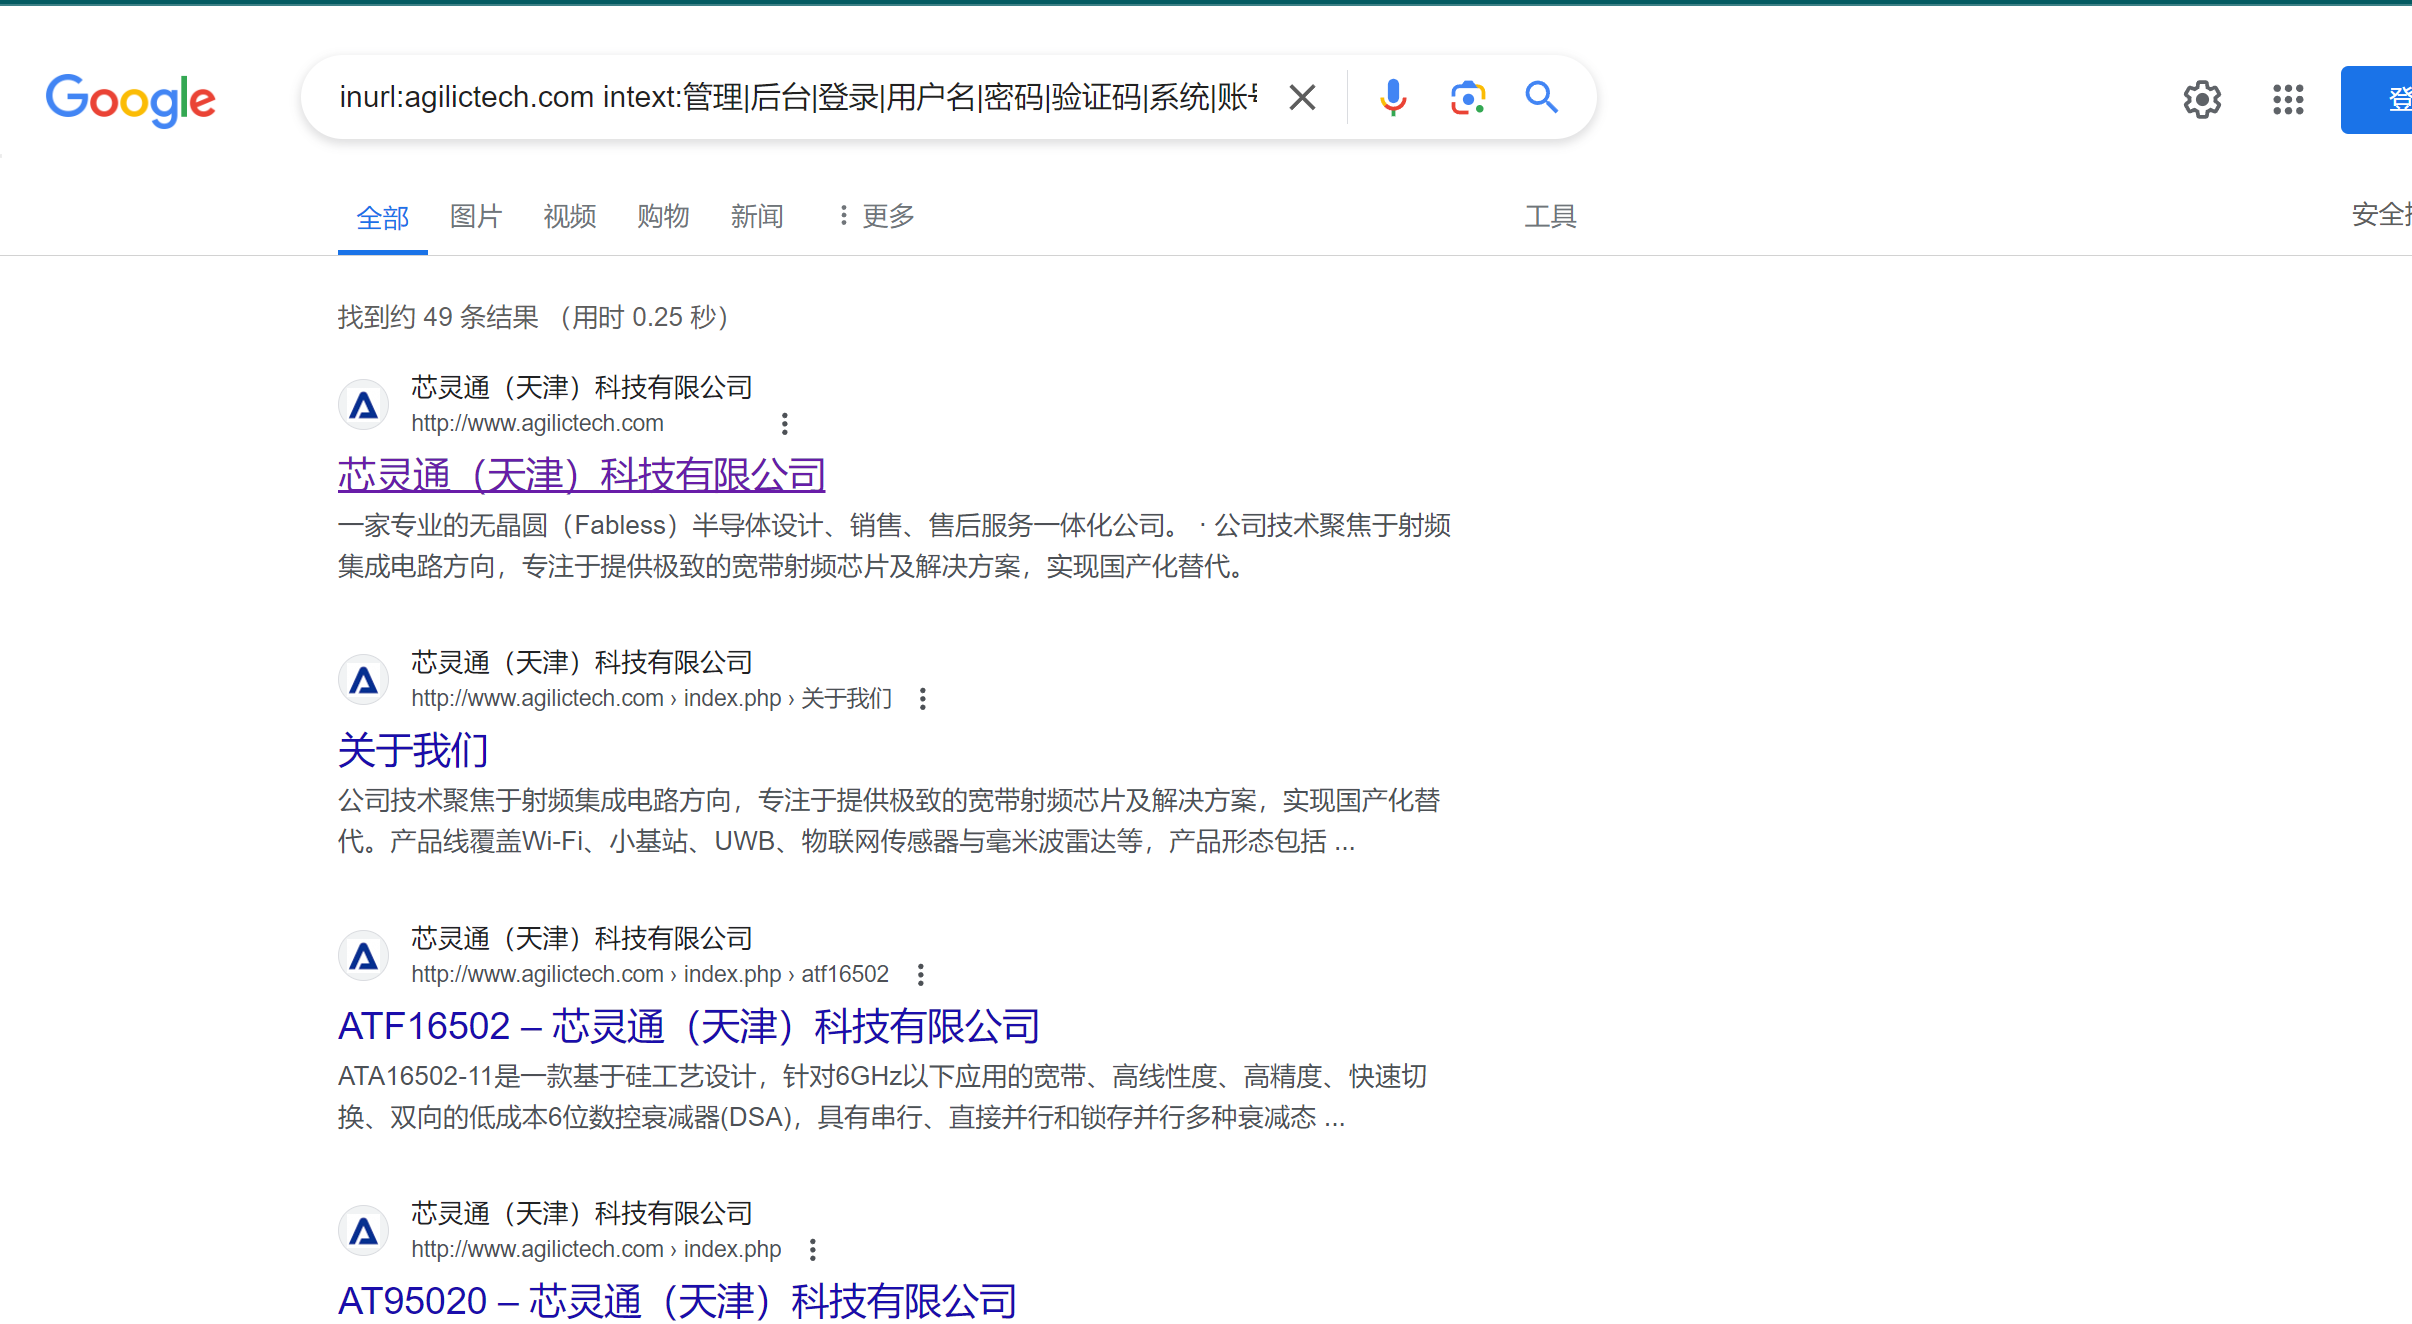 Google
inurl:agilictech.com intext:管理|后台|登录|用户名|密码|验证码|系统|账
全部 图片 视频 购物 新闻 更多 工具
找到约 49 条结果 （用时 0.25 秒）
芯灵通（天津）科技有限公司
http://www.agilictech.com
芯灵通（天津）科技有限公司
一家专业的无晶圆（Fabless）半导体设计、销售、售后服务一体化公司。 · 公司技术聚焦于射频
集成电路方向，专注于提供极致的宽带射频芯片及解决方案，实现国产化替代。
芯灵通（天津）科技有限公司
http://www.agilictech.com › index.php › 关于我们
关于我们
公司技术聚焦于射频集成电路方向，专注于提供极致的宽带射频芯片及解决方案，实现国产化替
代。产品线覆盖Wi-Fi、小基站、UWB、物联网传感器与毫米波雷达等，产品形态包括 ...
芯灵通（天津）科技有限公司
http://www.agilictech.com › index.php › atf16502
ATF16502 – 芯灵通（天津）科技有限公司
ATA16502-11是一款基于硅工艺设计，针对6GHz以下应用的宽带、高线性度、高精度、快速切
换、双向的低成本6位数控衰减器(DSA)，具有串行、直接并行和锁存并行多种衰减态 ...
芯灵通（天津）科技有限公司
http://www.agilictech.com › index.php
AT95020 – 芯灵通（天津）科技有限公司